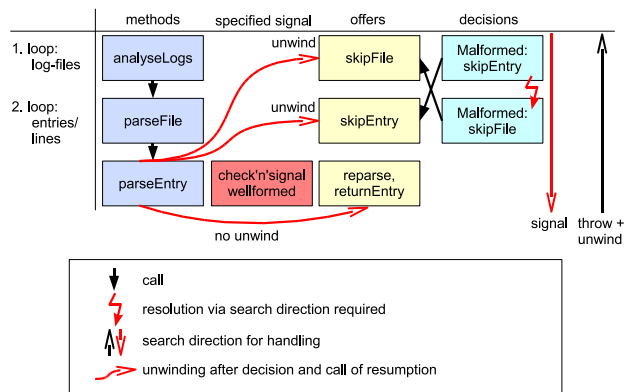 methods specified signal offers decisions
1. loop:
log-files
analyseLogs
unwind
skipFile
Malformed:
skipEntry
2. loop:
entries/
lines
parseFile
unwind
skipEntry
Malformed:
skipFile
parseEntry
check'n'signal
wellformed
reparse,
returnEntry
no unwind
signal
throw +
unwind
call
resolution via search direction required
search direction for handling
unwinding after decision and call of resumption